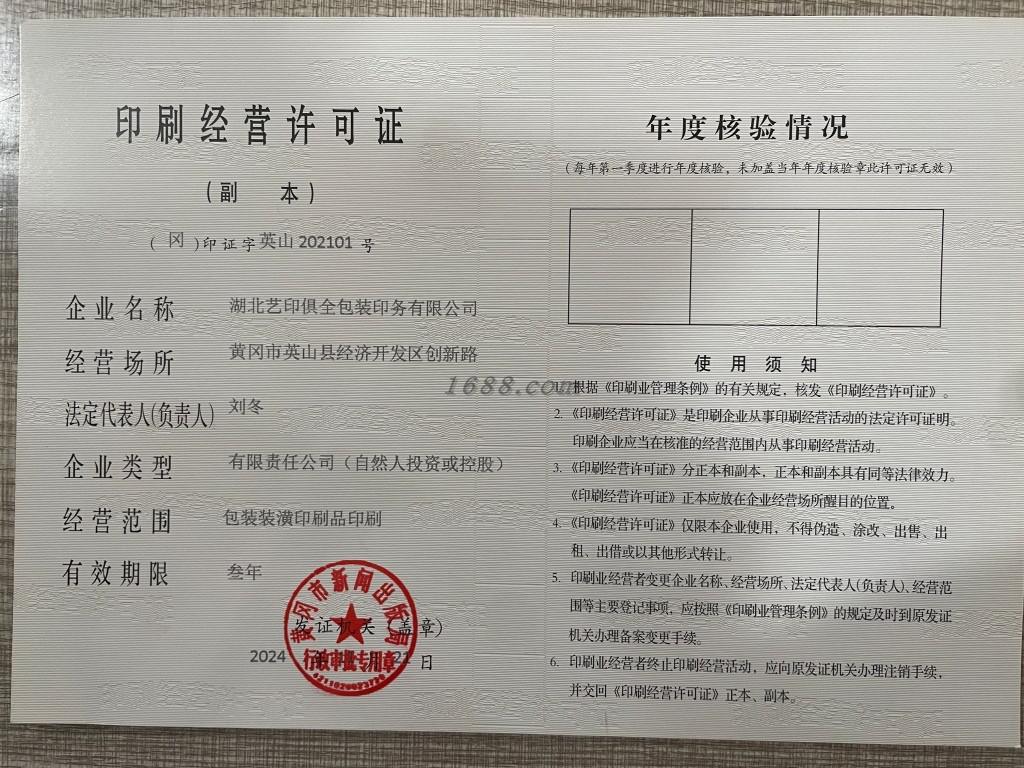 印刷经营许可证
（副 本）
（冈）印证字英山202101号
企业名称 湖北艺印俱全包装印务有限公司
经营场所 黄冈市英山县经济开发区创新路
法定代表人(负责人) 刘冬
企业类型 有限责任公司（自然人投资或控股）
经营范围 包装装潢印刷品印刷
有效期限 叁年
黄冈市新闻出版局
发证机关（盖章）
行政审批专用章
2024 年 月 21 日
1688.com
年度核验情况
（每年第一季度进行年度核验，未加盖当年年度核验章此许可证无效）
使用须知
1. 根据《印刷业管理条例》的有关规定，核发《印刷经营许可证》。
2. 《印刷经营许可证》是印刷企业从事印刷经营活动的法定许可证明。
印刷企业应当在核准的经营范围内从事印刷经营活动。
3. 《印刷经营许可证》分正本和副本，正本和副本具有同等法律效力。
《印刷经营许可证》正本应放在企业经营场所醒目的位置。
4. 《印刷经营许可证》仅限本企业使用，不得伪造、涂改、出售、出
租、出借或以其他形式转让。
5. 印刷业经营者变更企业名称、经营场所、法定代表人(负责人)、经营范
围等主要登记事项，应按照《印刷业管理条例》的规定及时到原发证
机关办理备案变更手续。
6. 印刷业经营者终止印刷经营活动，应向原发证机关办理注销手续，
并交回《印刷经营许可证》正本、副本。